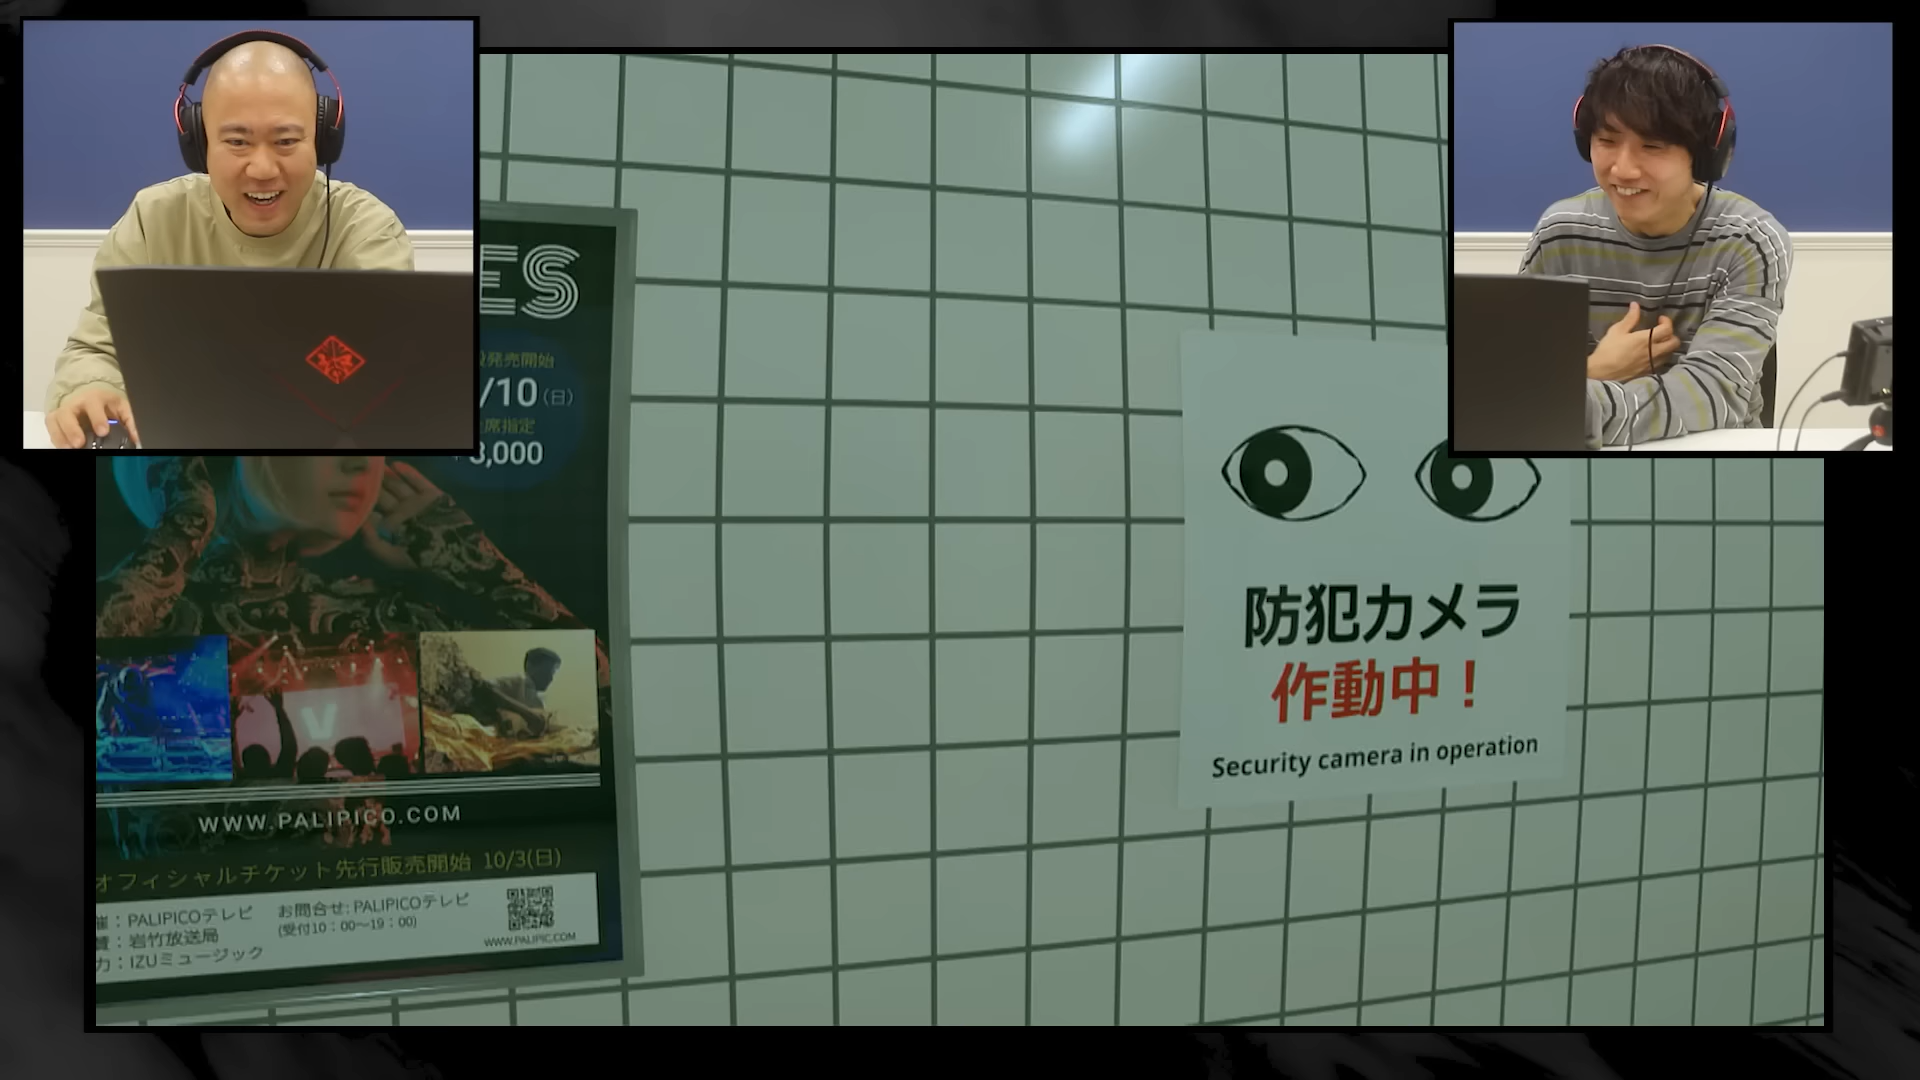 ES
発売開始
/10(日)
席指定
3,000
WWW.PALIPICO.COM
オフィシャルチケット先行販売開始 10/3(日)
催:PALIPICOテレビ
賛:岩竹放送局
力:IZUミュージック
お問合せ:PALIPICOテレビ
(受付10:00〜19:00)
WWW.PALIPIC.COM
防犯カメラ
作動中!
Security camera in operation